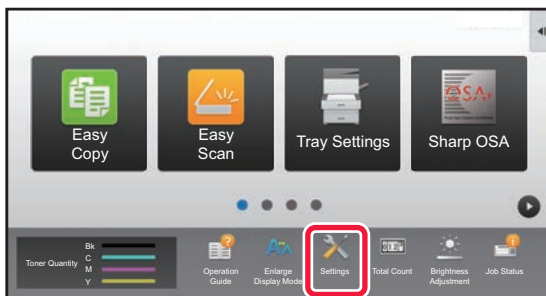 Easy
Copy
Easy
Scan
Tray Settings
OSA
Sharp OSA
Toner Quantity
Bk
C
M
Y
Operation
Guide
Enlarge
Display Mode
Settings
Total Count
Brightness
Adjustment
Job Status